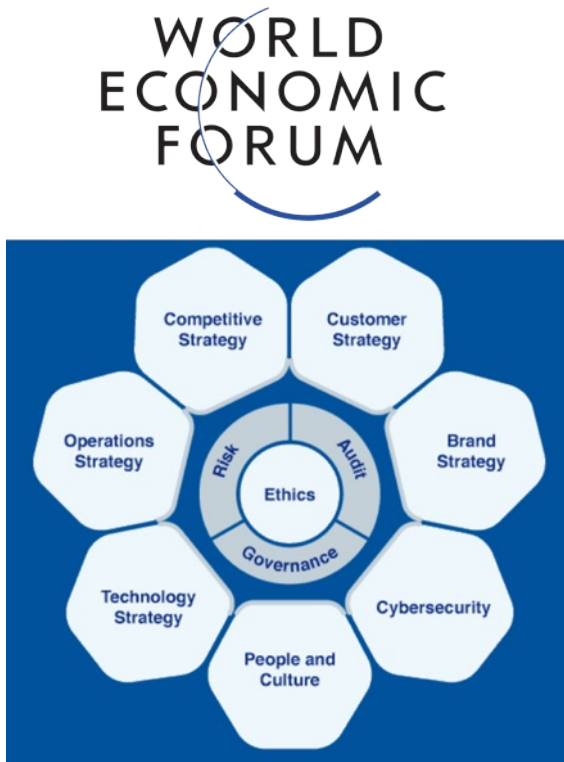 WORLD
ECONOMIC
FORUM
Competitive
Strategy
Customer
Strategy
Operations
Strategy
Risk
Audit
Brand
Strategy
Ethics
Governance
Technology
Strategy
Cybersecurity
People and
Culture